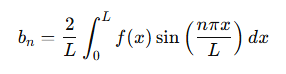 b_n = \frac{2}{L} \int_0^L f(x) \sin \left( \frac{n\pi x}{L} \right) dx